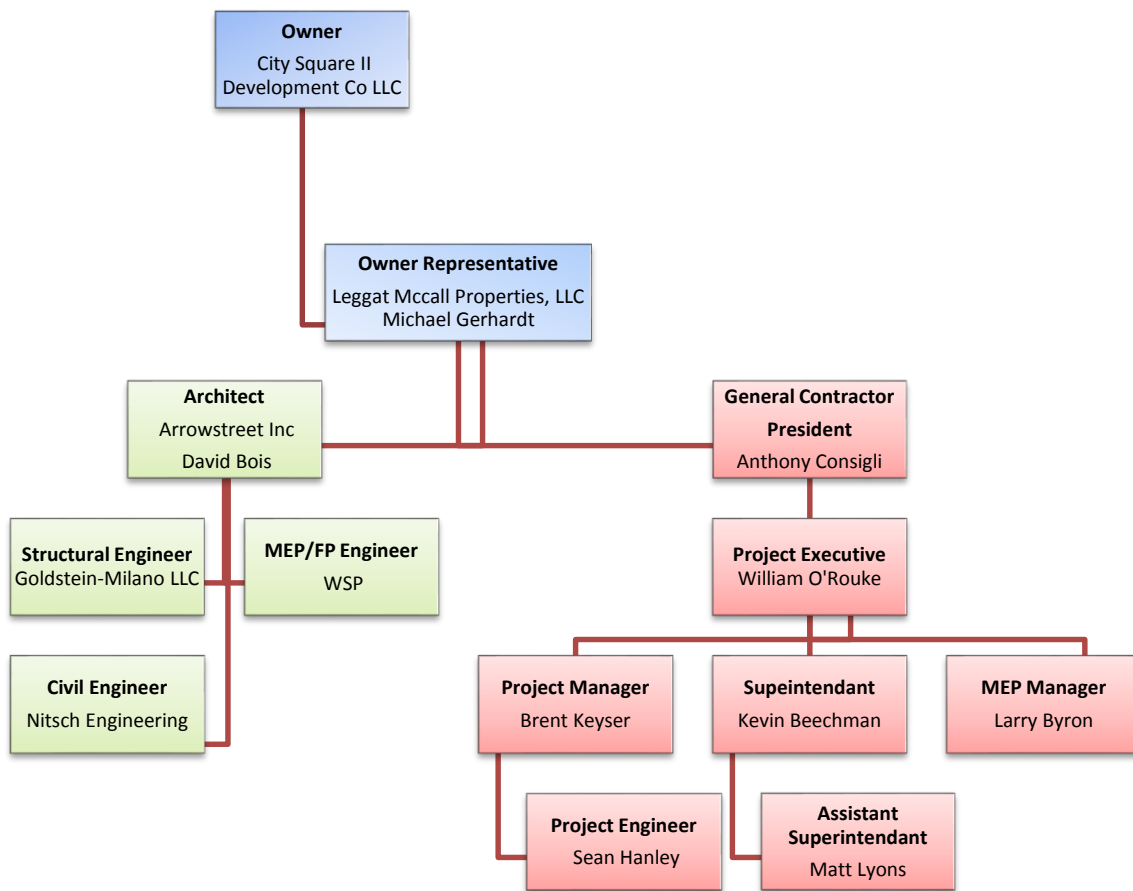 Owner
City Square II
Development Co LLC
Owner Representative
Leggat Mccall Properties, LLC
Michael Gerhardt
Architect
Arrowstreet Inc
David Bois
General Contractor
President
Anthony Consigli
Structural Engineer
Goldstein-Milano LLC
MEP/FP Engineer
WSP
Project Executive
William O'Rouke
Civil Engineer
Nitsch Engineering
Project Manager
Brent Keyser
Supeintendant
Kevin Beechman
MEP Manager
Larry Byron
Project Engineer
Sean Hanley
Assistant
Superintendant
Matt Lyons